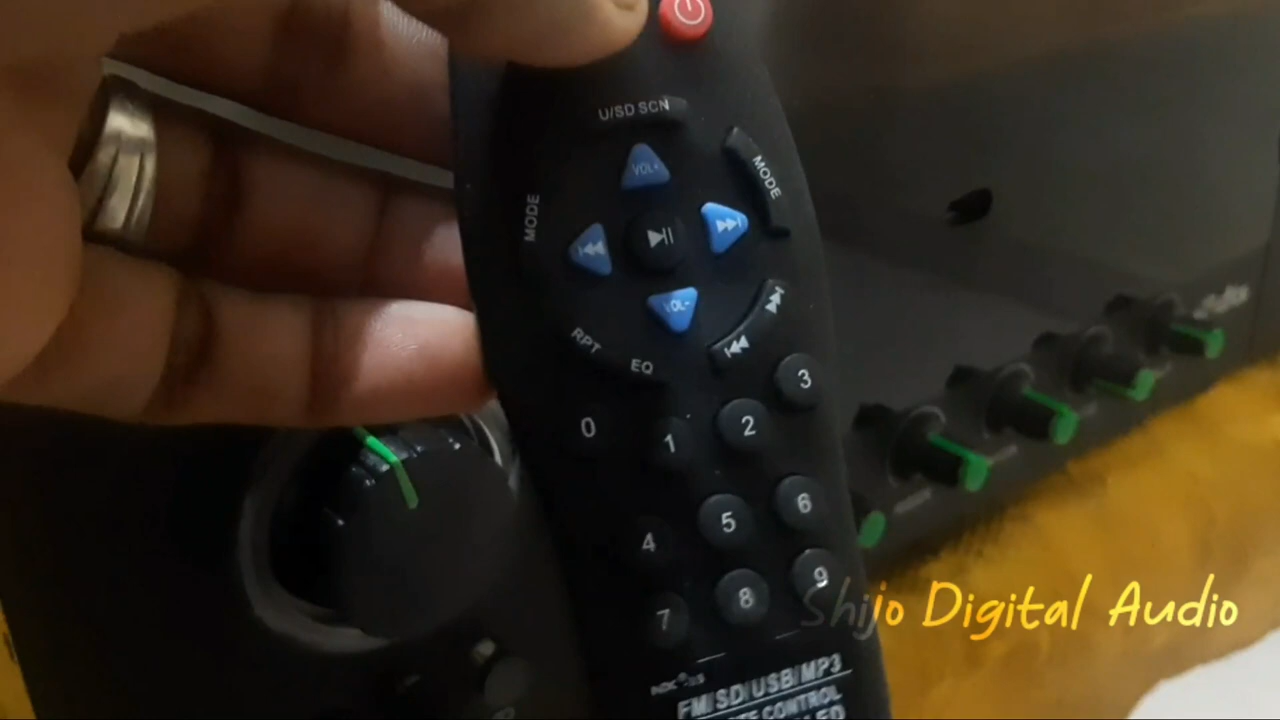 U/SD SCN
VOL+
MODE
MODE
VOL-
RPT
EQ
3
0
1
2
6
5
4
9
8
7
Shijo Digital Audio
FM/SD/USB/MP3
CONTROL